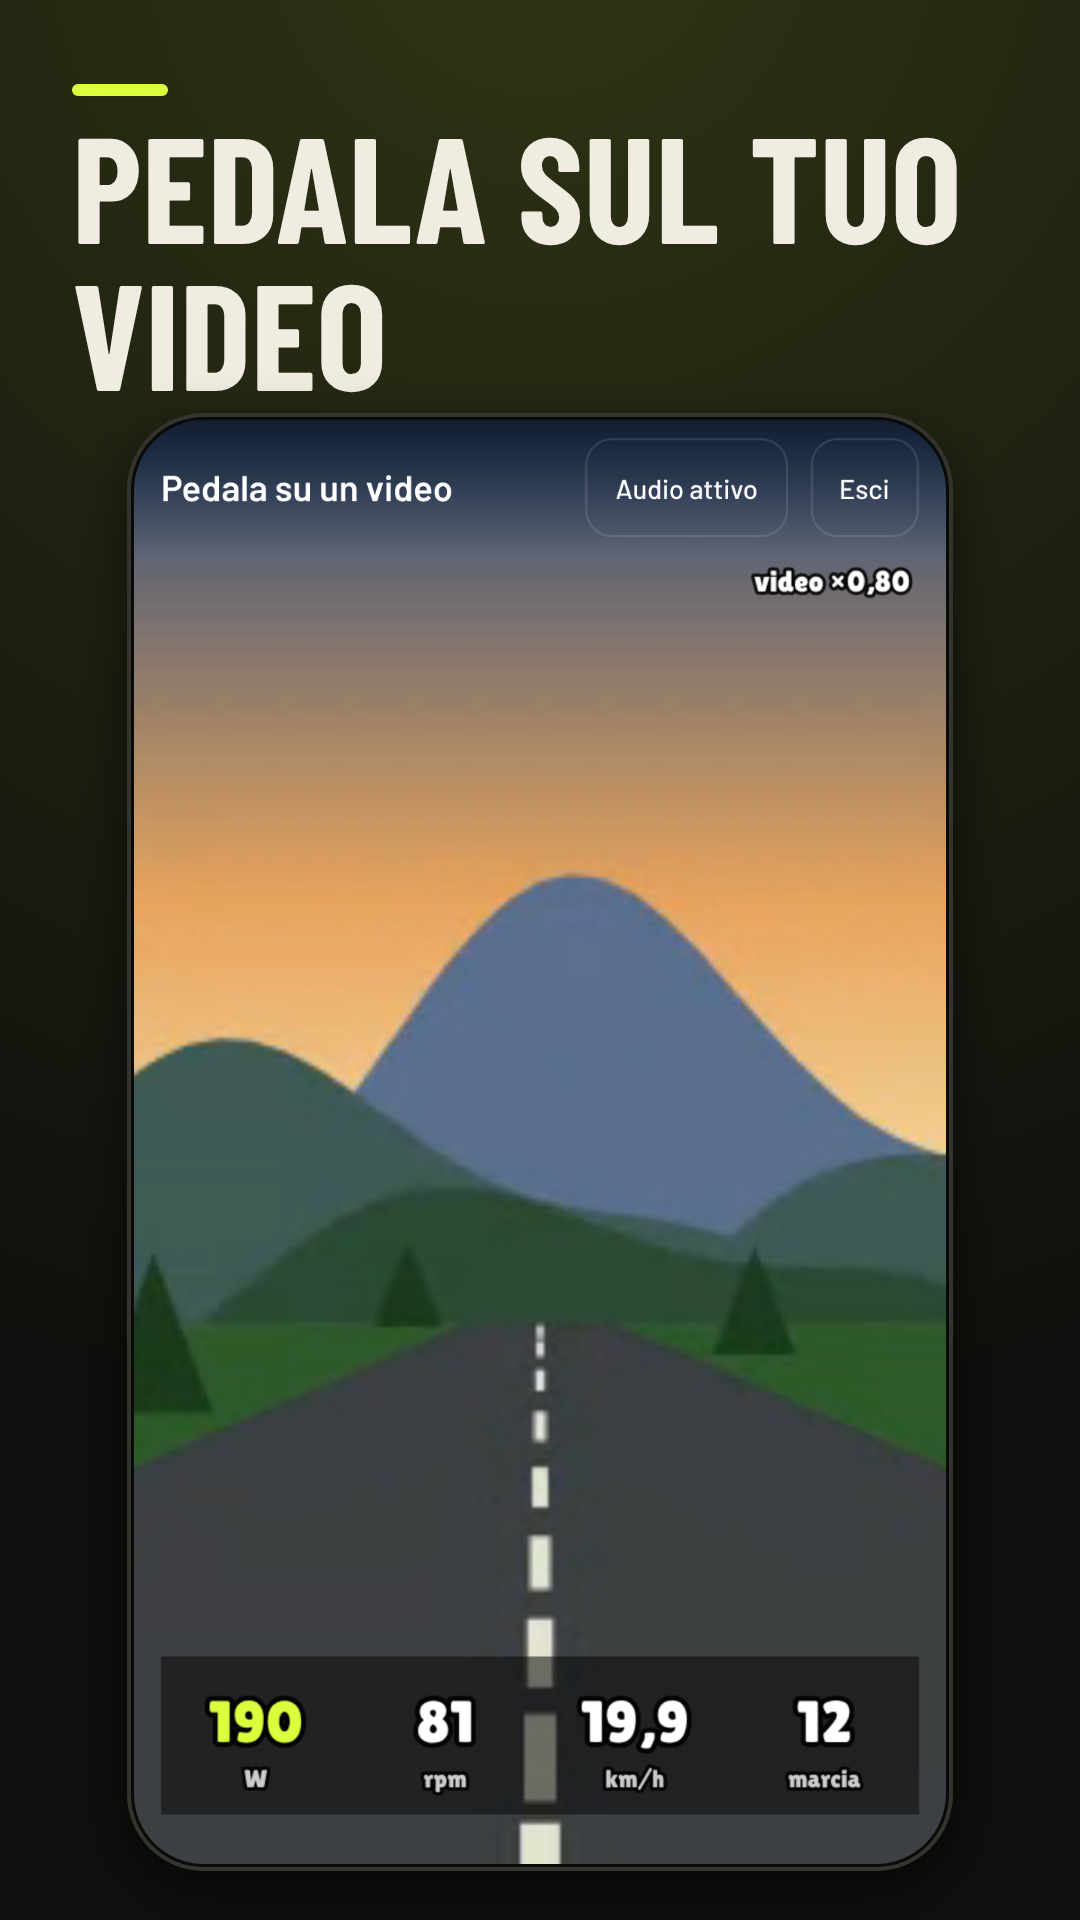 PEDALA SUL TUO
VIDEO
Pedala su un video
Audio attivo
Esci
video ×0,80
190
W
81
rpm
19,9
km/h
12
marcia